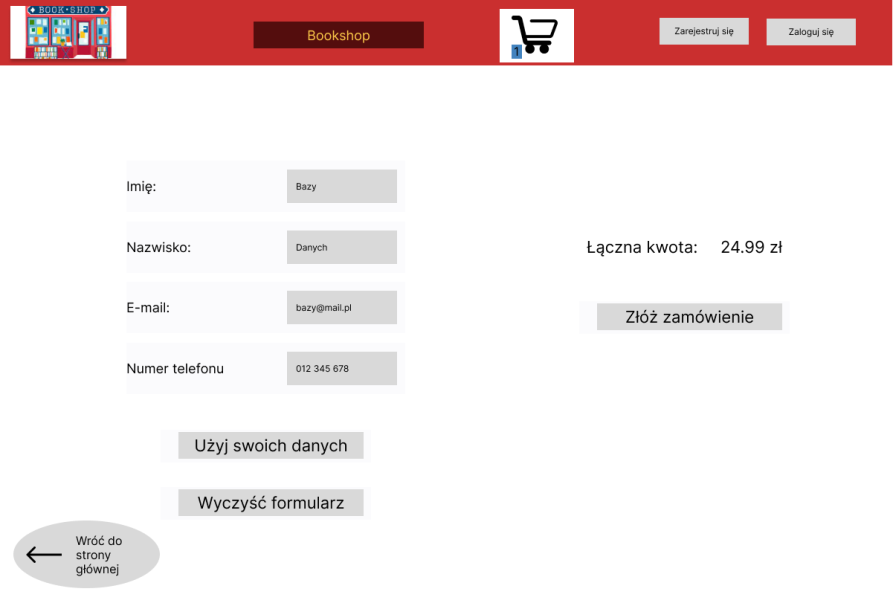 BOOK•SHOP
Bookshop
1
Zarejestruj się
Zaloguj się
Imię:
Bazy
Nazwisko:
Danych
E-mail:
bazy@mail.pl
Numer telefonu
012 345 678
Łączna kwota: 24.99 zł
Złóż zamówienie
Użyj swoich danych
Wyczyść formularz
Wróć do
strony
głównej